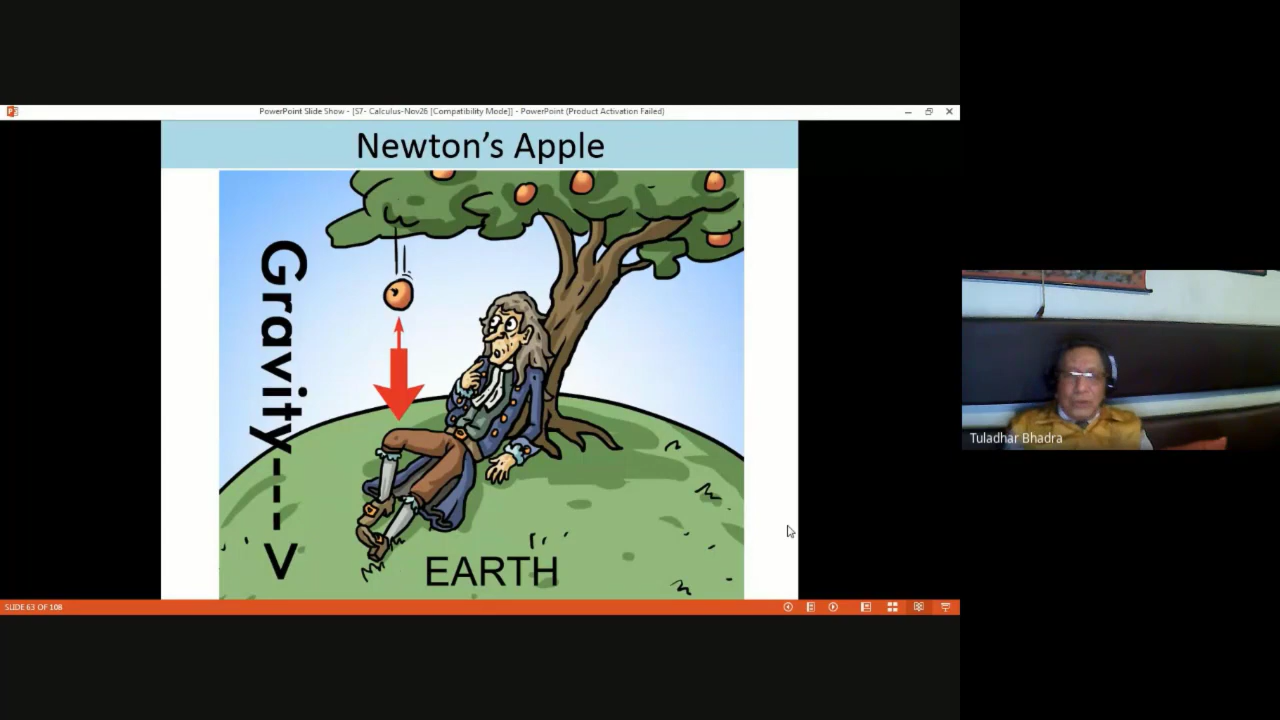 PowerPoint Slide Show - [S7- Calculus-Nov26 [Compatibility Mode]] - PowerPoint (Product Activation Failed)
Newton's Apple
Gravity--->
EARTH
Tuladhar Bhadra
SLIDE 63 OF 108